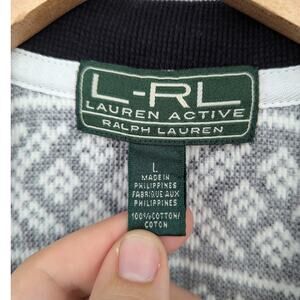 L-RL
LAUREN ACTIVE
RALPH LAUREN
L
MADE IN
PHILIPPINES
FABRIQUE AUX
PHILIPPINES
100% COTTON/
COTON